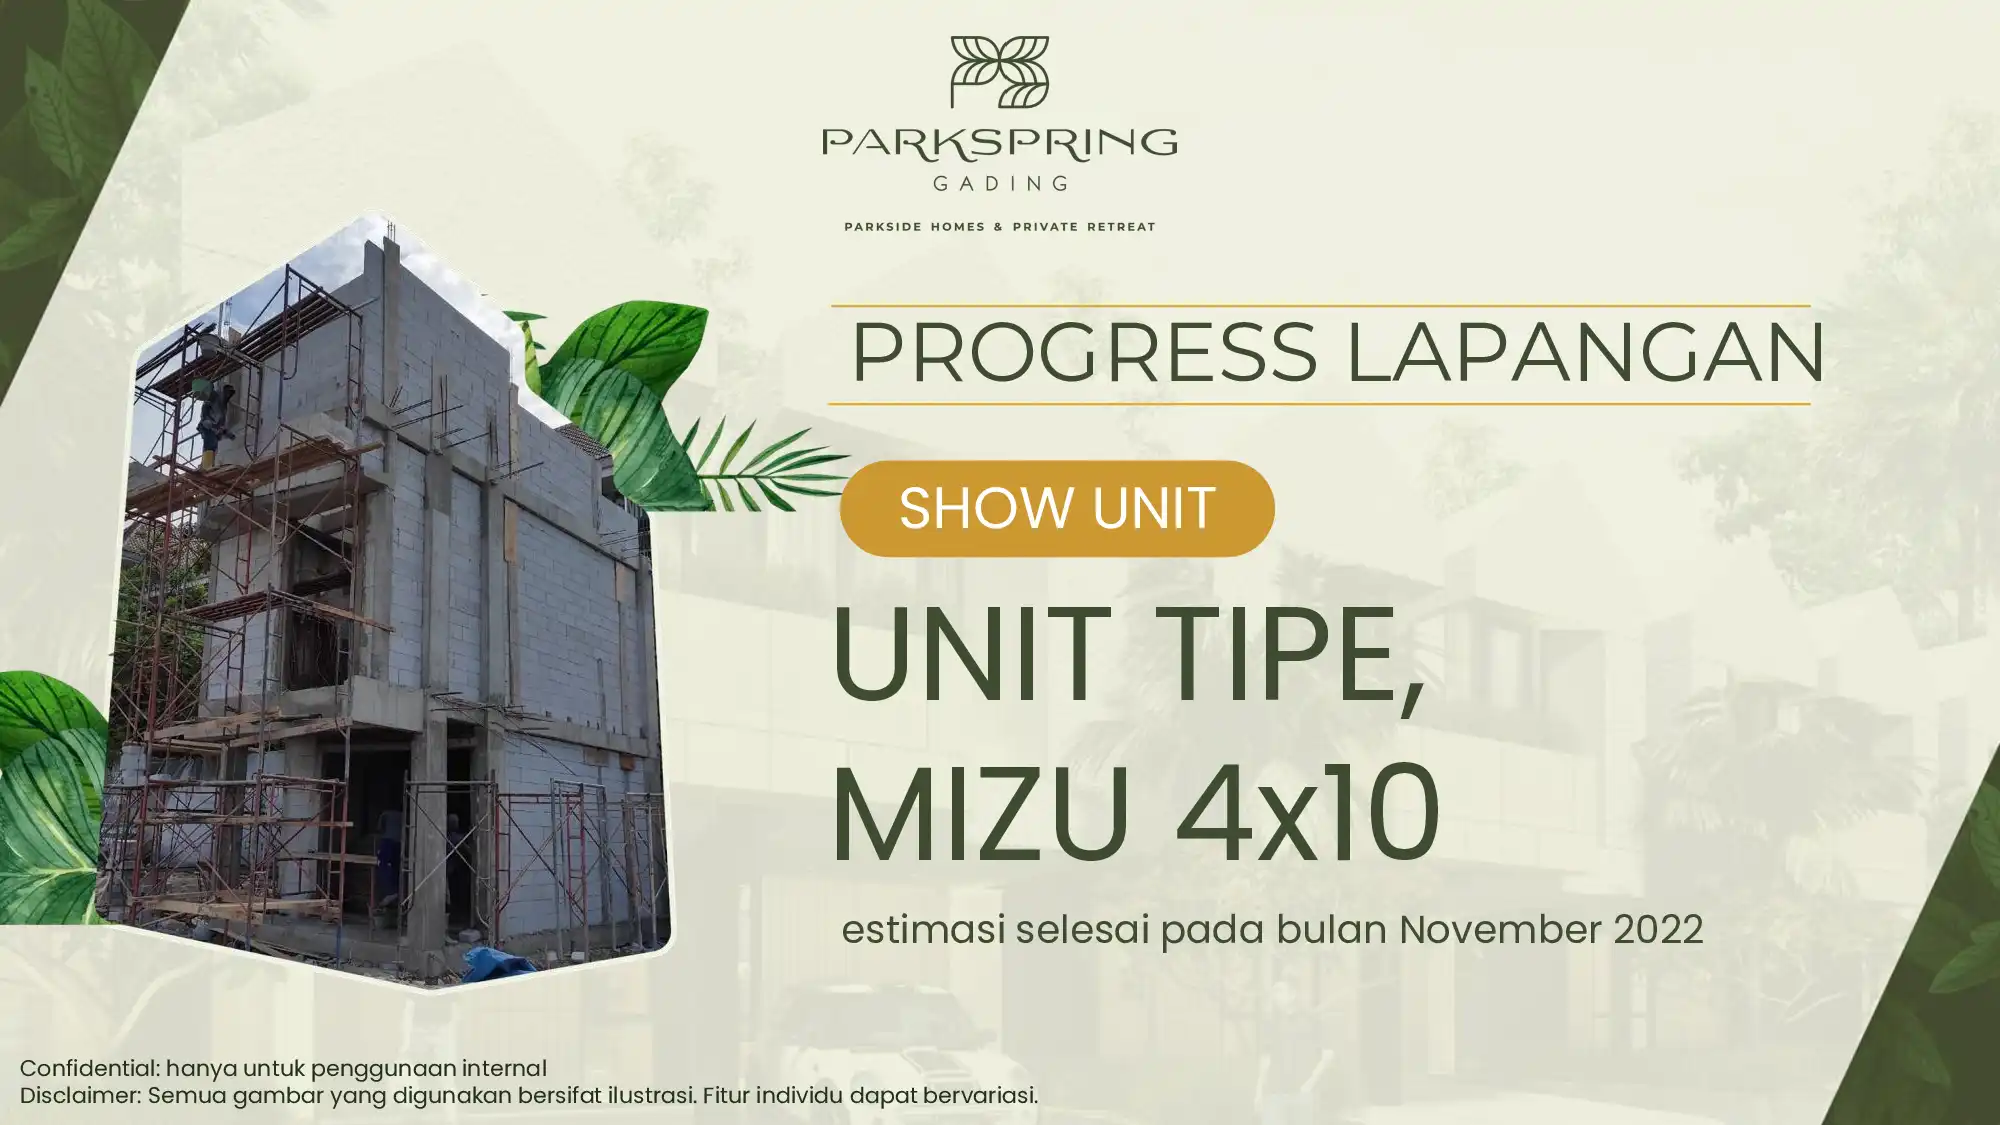 PARKSPRING
GADING
PARKSIDE HOMES & PRIVATE RETREAT
PROGRESS LAPANGAN
SHOW UNIT
UNIT TIPE,
MIZU 4x10
estimasi selesai pada bulan November 2022
Confidential: hanya untuk penggunaan internal
Disclaimer: Semua gambar yang digunakan bersifat ilustrasi. Fitur individu dapat bervariasi.